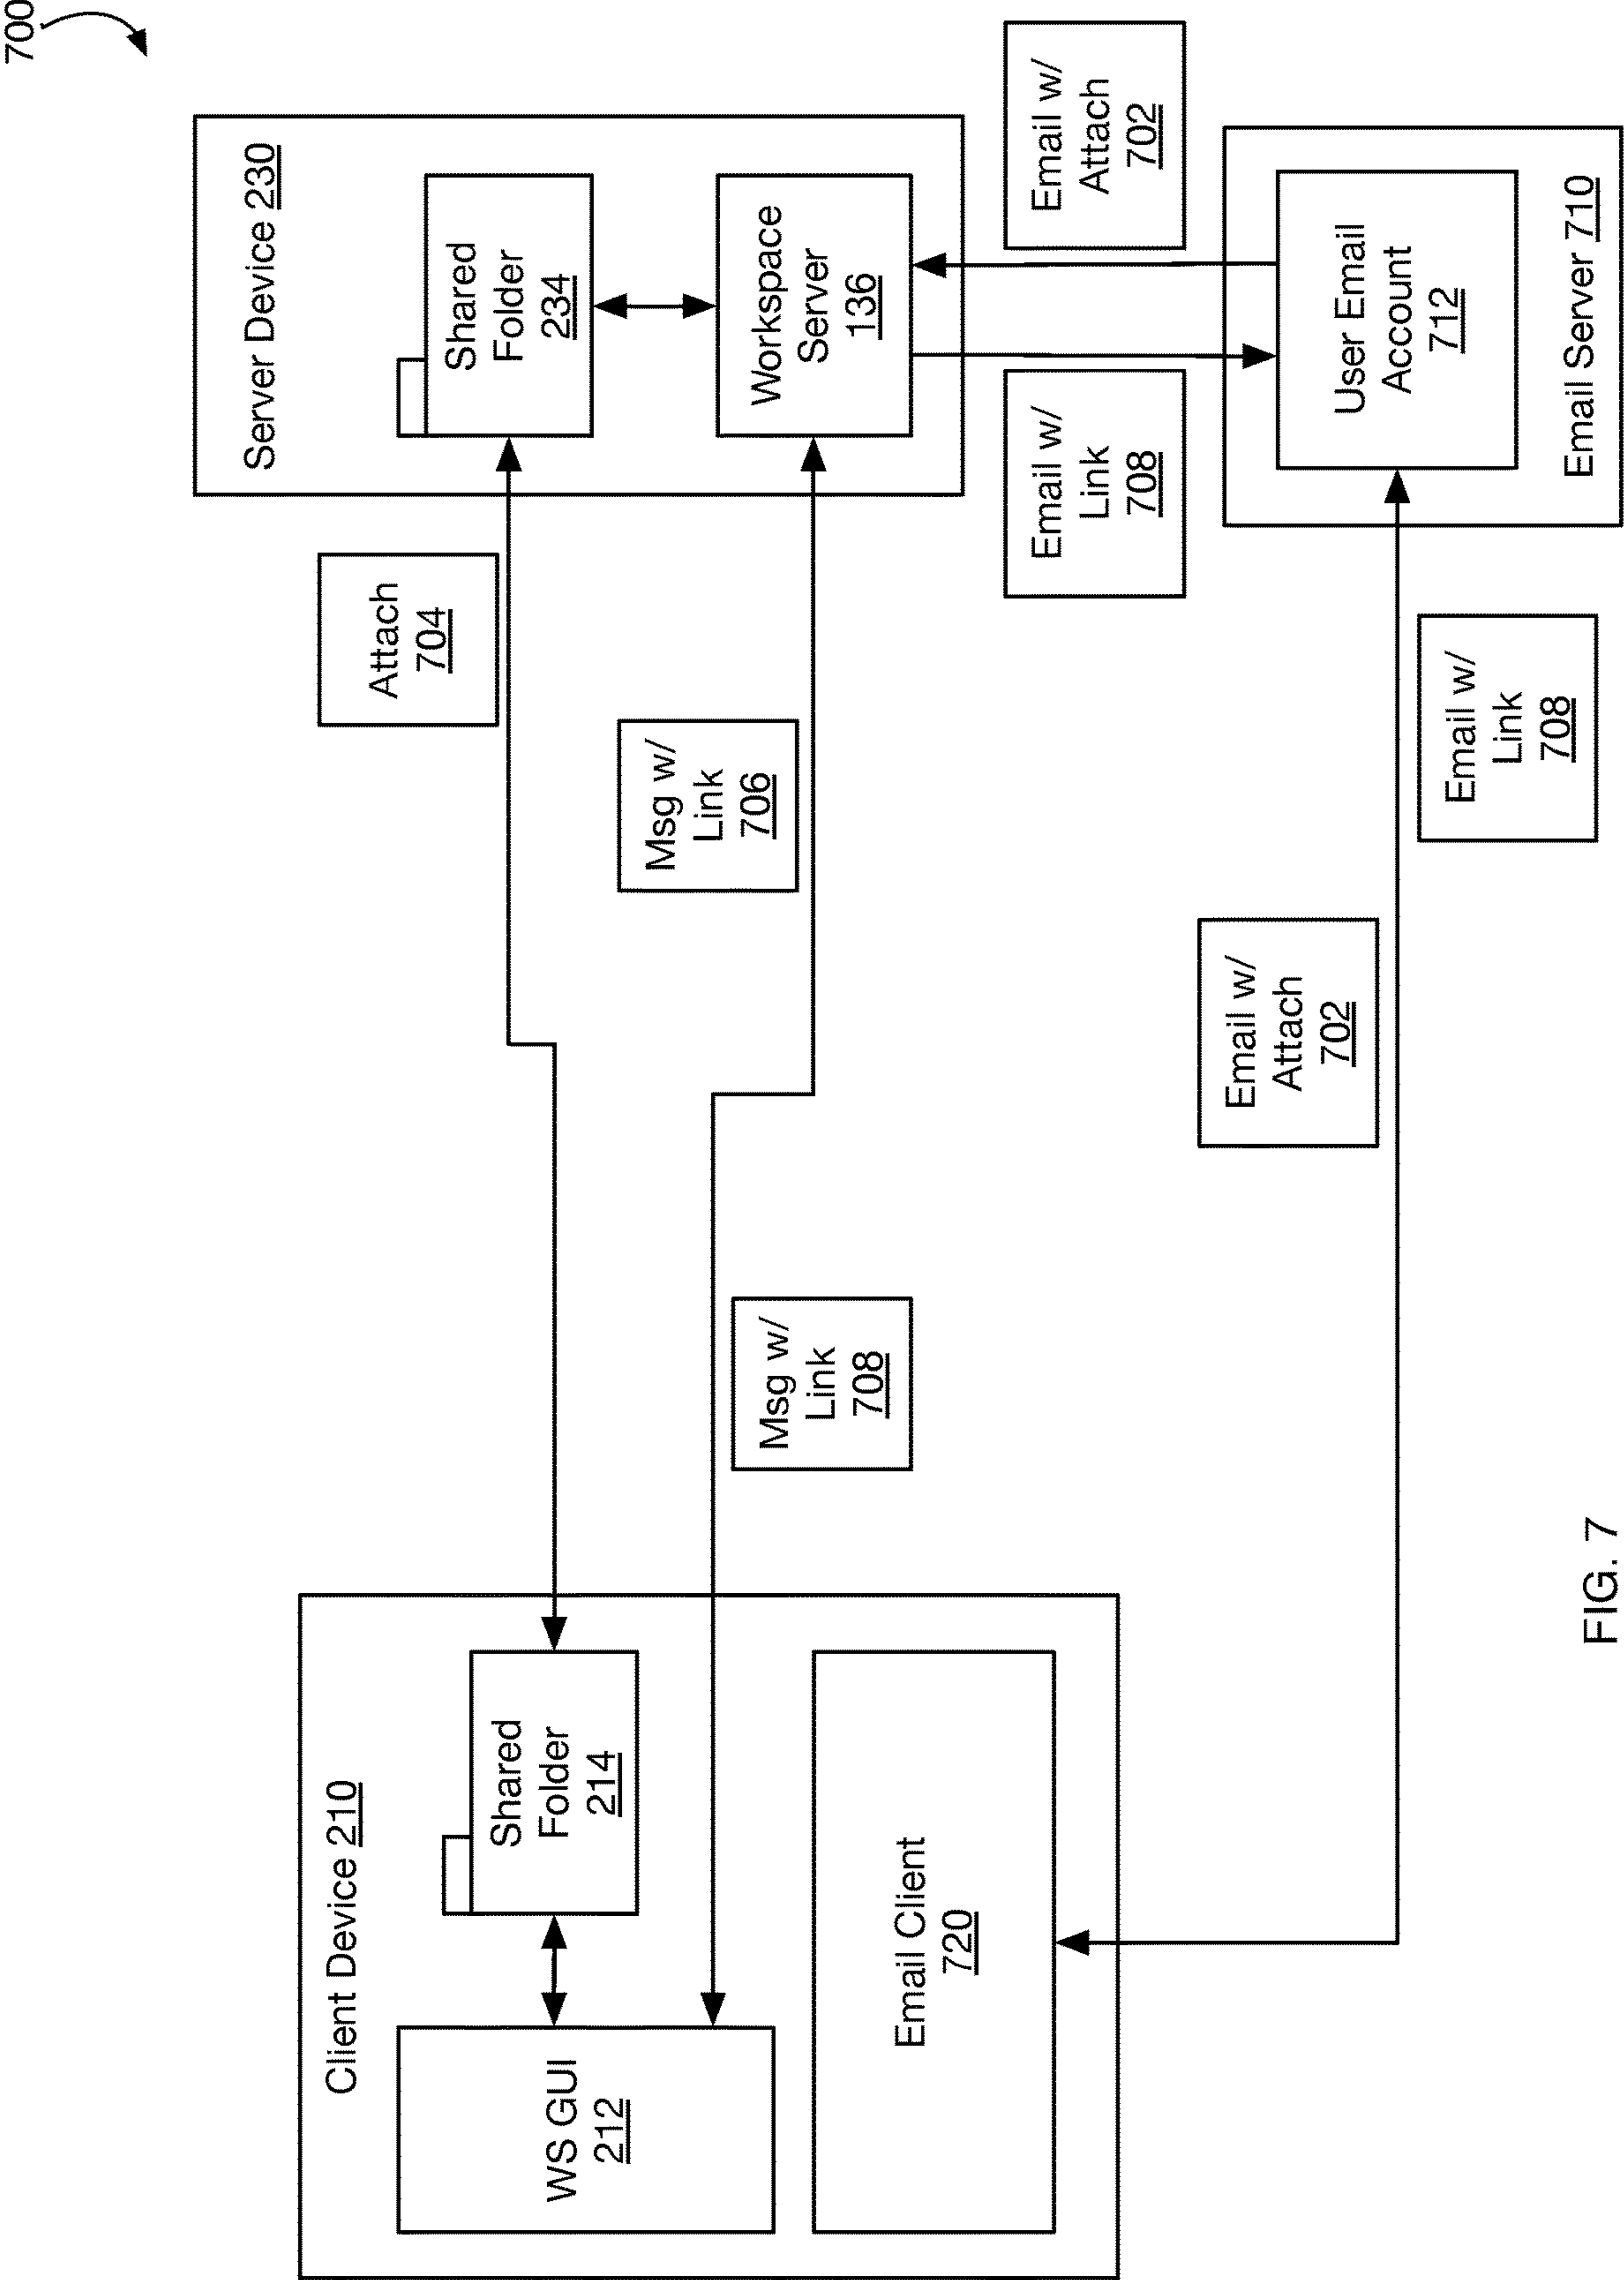 700
Client Device 210
WS GUI
212
Shared
Folder
214
Email Client
720
Attach
704
Msg w/
Link
706
Msg w/
Link
708
Server Device 230
Shared
Folder
234
Workspace
Server
136
Email w/
Link
708
Email w/
Attach
702
Email w/
Attach
702
Email w/
Link
708
User Email
Account
712
Email Server 710
FIG. 7